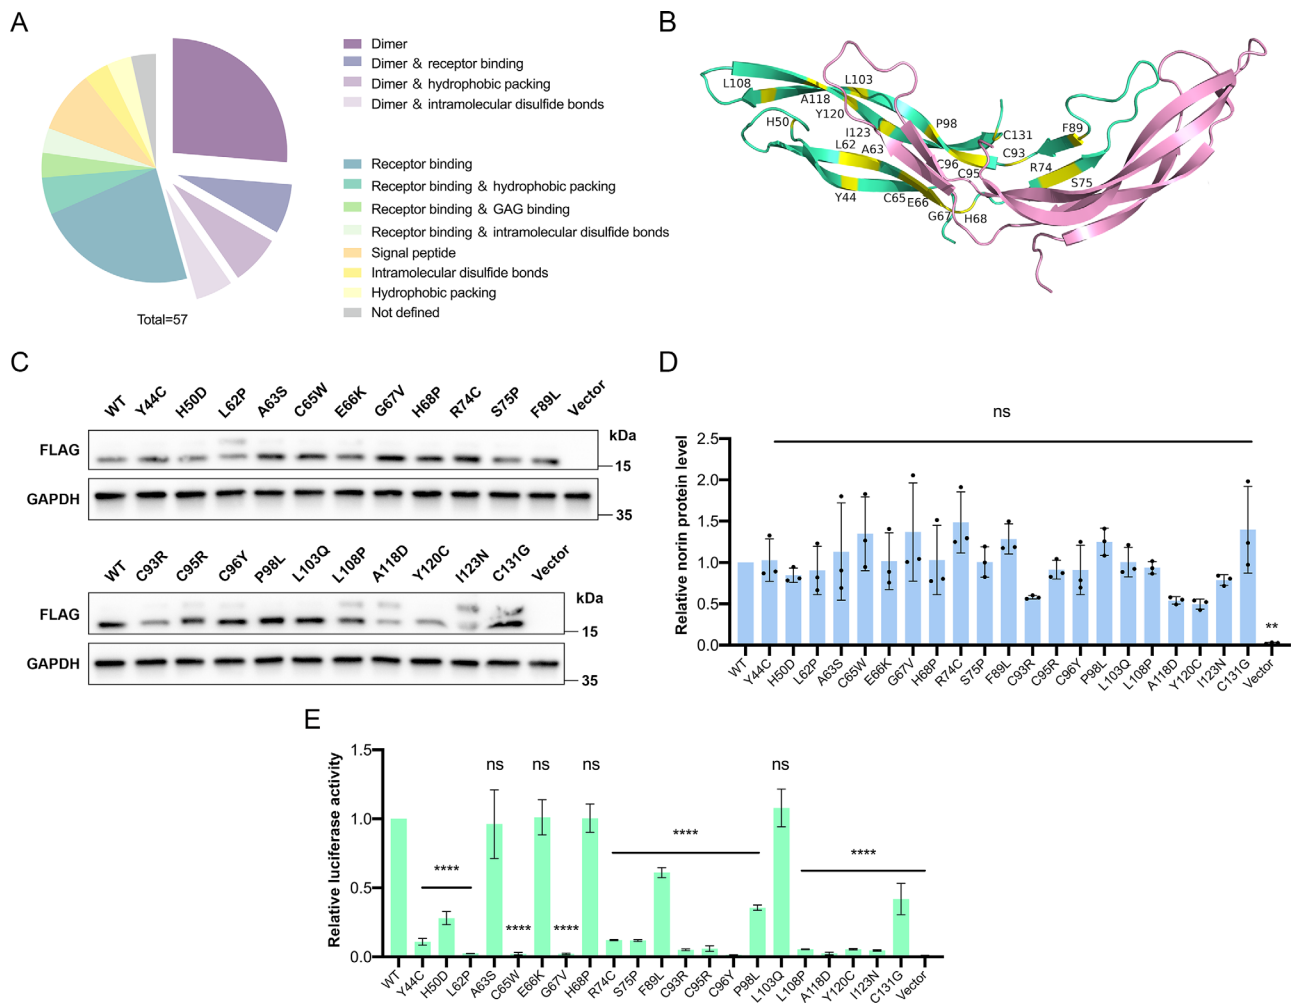 A
Dimer
Dimer & receptor binding
Dimer & hydrophobic packing
Dimer & intramolecular disulfide bonds
Receptor binding
Receptor binding & hydrophobic packing
Receptor binding & GAG binding
Receptor binding & intramolecular disulfide bonds
Signal peptide
Intramolecular disulfide bonds
Hydrophobic packing
Not defined
Total=57
B
L108
L103
A118
Y120
H50
P98
I123
C131
F89
L62 A63
C93
C96
R74
C95
S75
Y44
C65
E66
G67
H68
C
WT Y44C H50D L62P A63S C65W E66K G67V H68P R74C S75P F89L Vector
kDa
FLAG
15
GAPDH
35
WT C93R C95R C96Y P98L L103Q L108P A118D Y120C I123N C131G Vector
kDa
FLAG
15
GAPDH
35
D
ns
Relative norin protein level
2.5
2.0
1.5
1.0
0.5
0.0
**
WT Y44C H50D L62P A63S C65W E66K G67V H68P R74C S75P F89L C93R C95R C96Y P98L L103Q L108P A118D Y120C I123N C131G Vector
E
Relative luciferase activity
1.5
1.0
0.5
0.0
ns ns ns ns
**** **** **** **** ****
WT Y44C H50D L62P A63S C65W E66K G67V H68P R74C S75P F89L C93R C95R C96Y P98L L103Q L108P A118D Y120C I123N C131G Vector